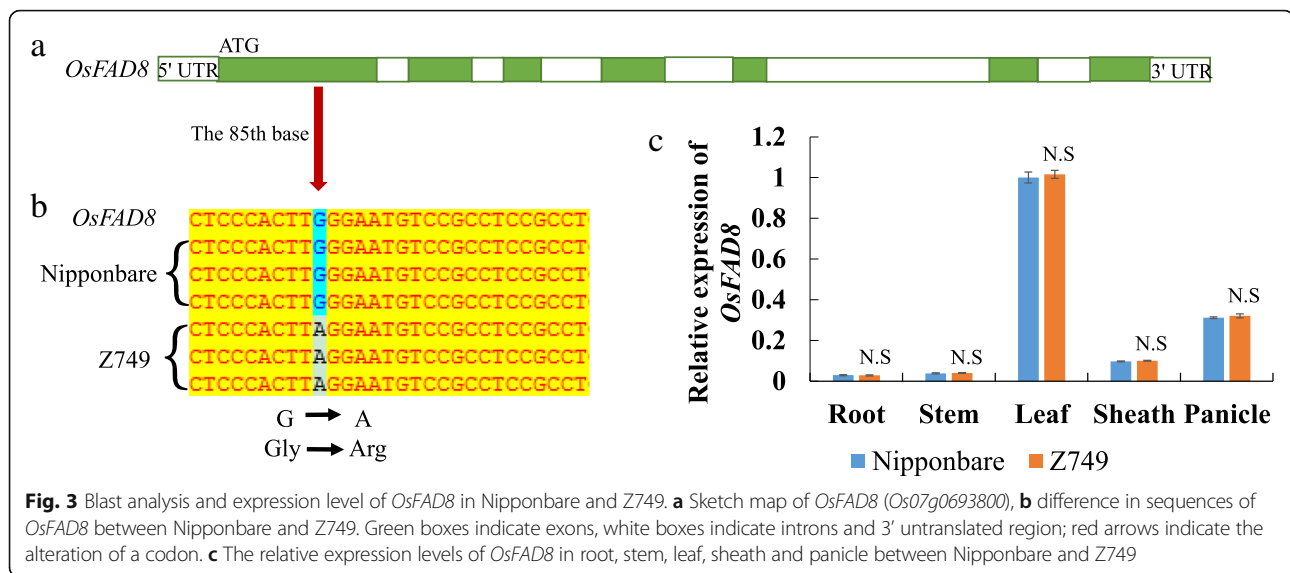 a
ATG
OsFAD8
5' UTR
3' UTR
The 85th base
b
OsFAD8
CTCCCACTTGGGAATGTCCGCCTCCGCCT
Nipponbare
CTCCCACTTGGGAATGTCCGCCTCCGCCT
CTCCCACTTGGGAATGTCCGCCTCCGCCT
CTCCCACTTGGGAATGTCCGCCTCCGCCT
Z749
CTCCCACTTAGGAATGTCCGCCTCCGCCT
CTCCCACTTAGGAATGTCCGCCTCCGCCT
CTCCCACTTAGGAATGTCCGCCTCCGCCT
G → A
Gly → Arg
c
Relative expression of
OsFAD8
1.2
1
0.8
0.6
0.4
0.2
0
N.S
N.S
N.S
N.S
N.S
Root Stem Leaf Sheath Panicle
Nipponbare Z749
Fig. 3 Blast analysis and expression level of OsFAD8 in Nipponbare and Z749. a Sketch map of OsFAD8 (Os07g0693800), b difference in sequences of
OsFAD8 between Nipponbare and Z749. Green boxes indicate exons, white boxes indicate introns and 3′ untranslated region; red arrows indicate the
alteration of a codon. c The relative expression levels of OsFAD8 in root, stem, leaf, sheath and panicle between Nipponbare and Z749